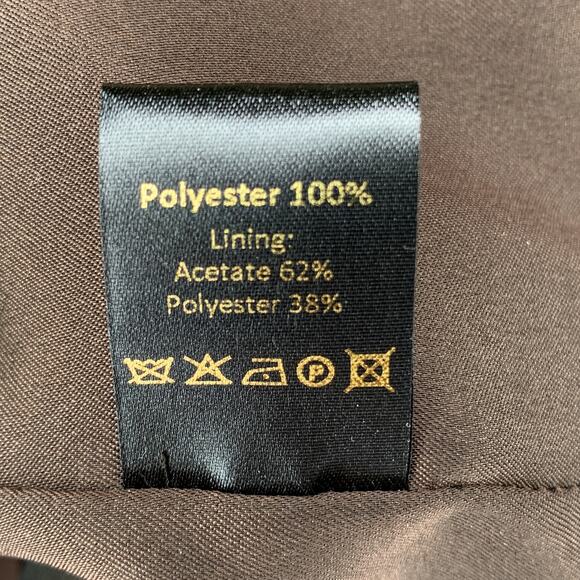 Polyester 100%
Lining:
Acetate 62%
Polyester 38%
P